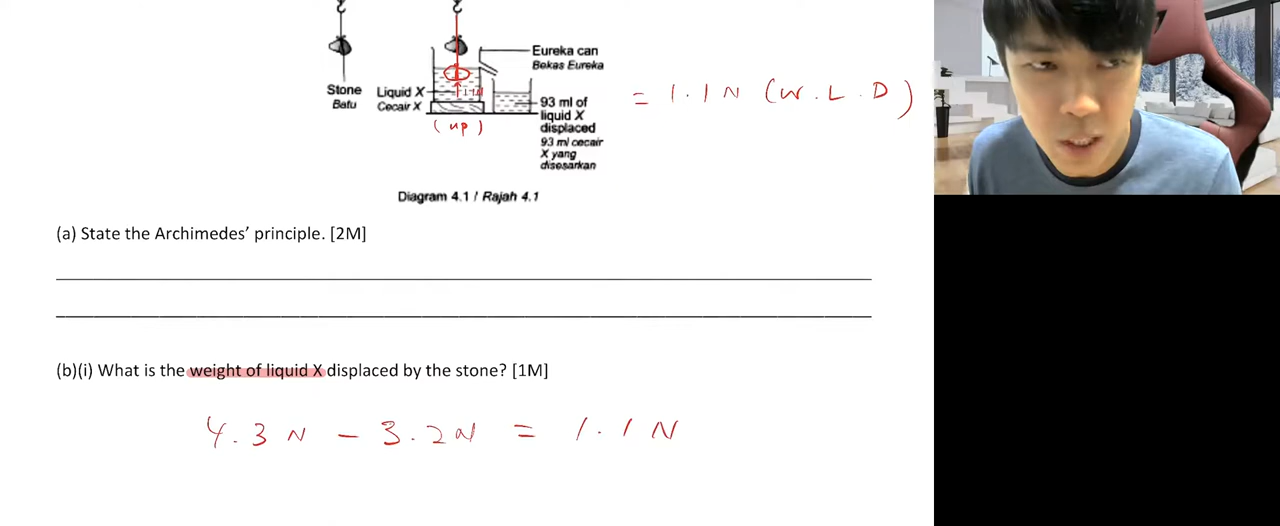 Stone
Batu
Liquid X
Cecair X
Eureka can
Bekas Eureka
93 ml of
liquid X
displaced
93 ml cecair
X yang
disesarkan
(up)
= 1.1 N (W.L.D)
Diagram 4.1 / Rajah 4.1
(a) State the Archimedes’ principle. [2M]
(b)(i) What is the weight of liquid X displaced by the stone? [1M]
4.3 N – 3.2 N = 1.1 N